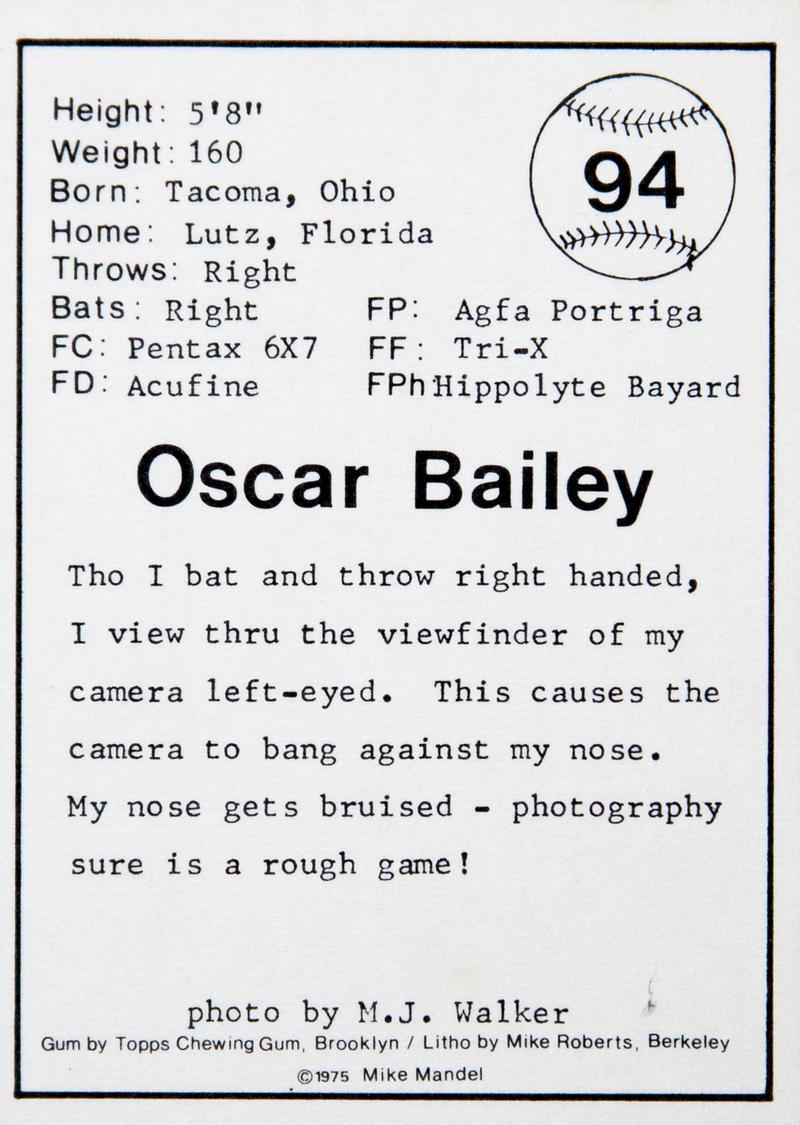 Height: 5'8"
94
Weight: 160
Born: Tacoma, Ohio
Home: Lutz, Florida
Throws: Right
Bats: Right FP: Agfa Portriga
FC: Pentax 6X7 FF: Tri-X
FD: Acufine FPh Hippolyte Bayard
Oscar Bailey
Tho I bat and throw right handed,
I view thru the viewfinder of my
camera left-eyed. This causes the
camera to bang against my nose.
My nose gets bruised - photography
sure is a rough game!
photo by M.J. Walker
Gum by Topps Chewing Gum, Brooklyn / Litho by Mike Roberts, Berkeley
©1975 Mike Mandel